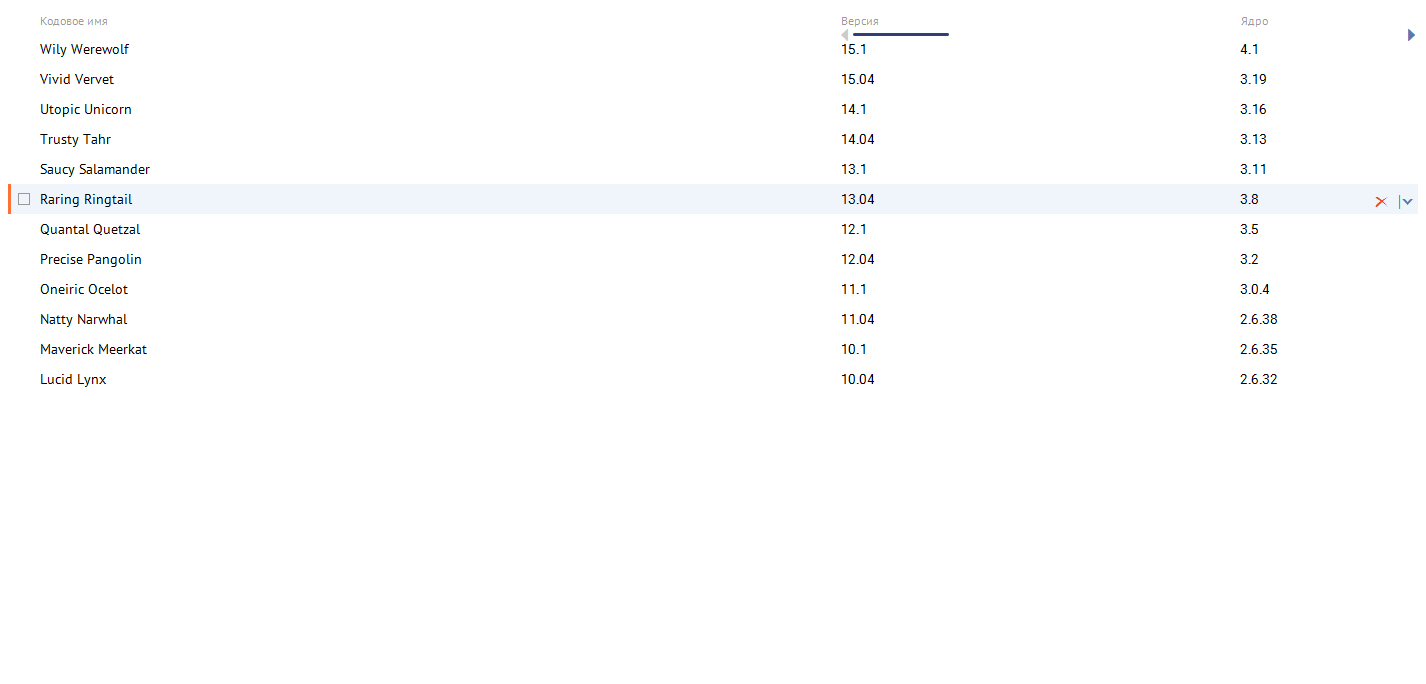 Кодовое имя Версия Ядро
Wily Werewolf 15.1 4.1
Vivid Vervet 15.04 3.19
Utopic Unicorn 14.1 3.16
Trusty Tahr 14.04 3.13
Saucy Salamander 13.1 3.11
Raring Ringtail 13.04 3.8
Quantal Quetzal 12.1 3.5
Precise Pangolin 12.04 3.2
Oneiric Ocelot 11.1 3.0.4
Natty Narwhal 11.04 2.6.38
Maverick Meerkat 10.1 2.6.35
Lucid Lynx 10.04 2.6.32